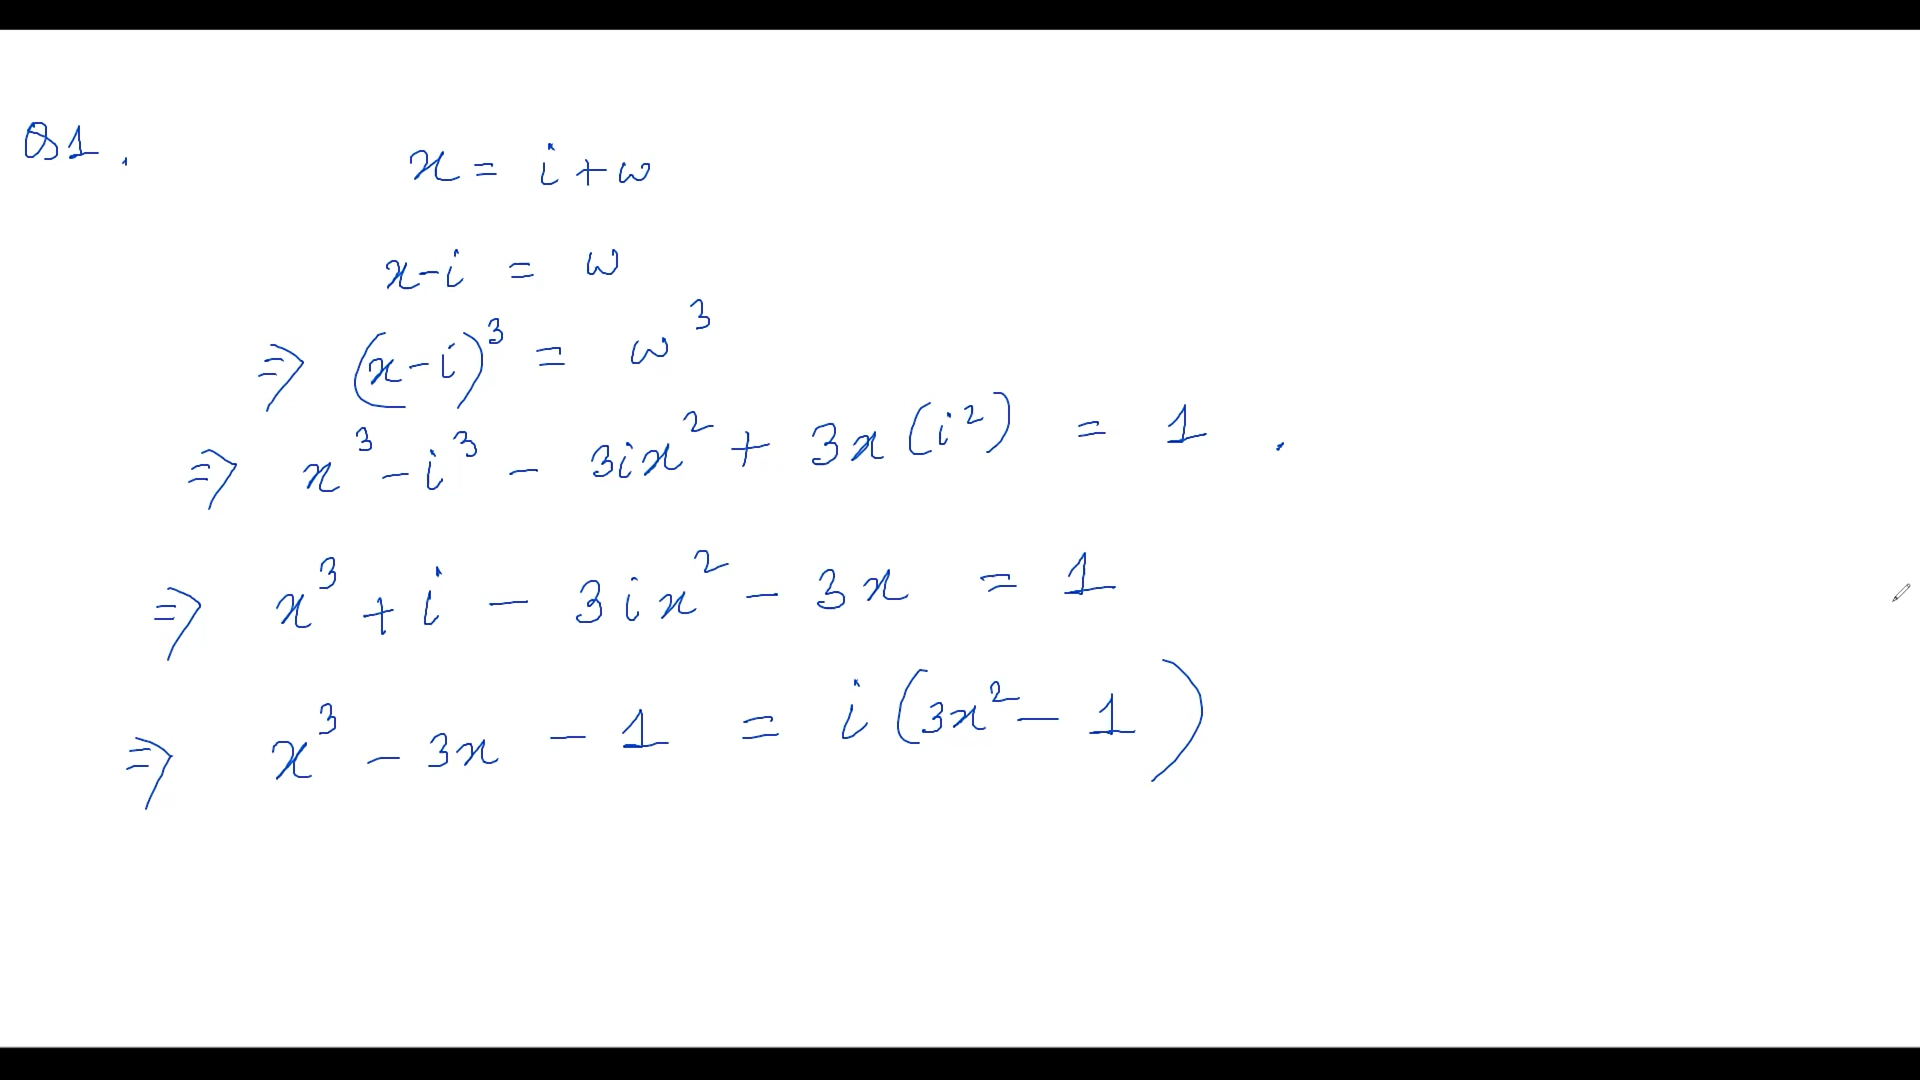 Q1.
x = i + ω
x - i = ω
⇒ (x - i)³ = ω³
⇒ x³ - i³ - 3ix² + 3x(i²) = 1.
⇒ x³ + i - 3ix² - 3x = 1
⇒ x³ - 3x - 1 = i(3x² - 1)